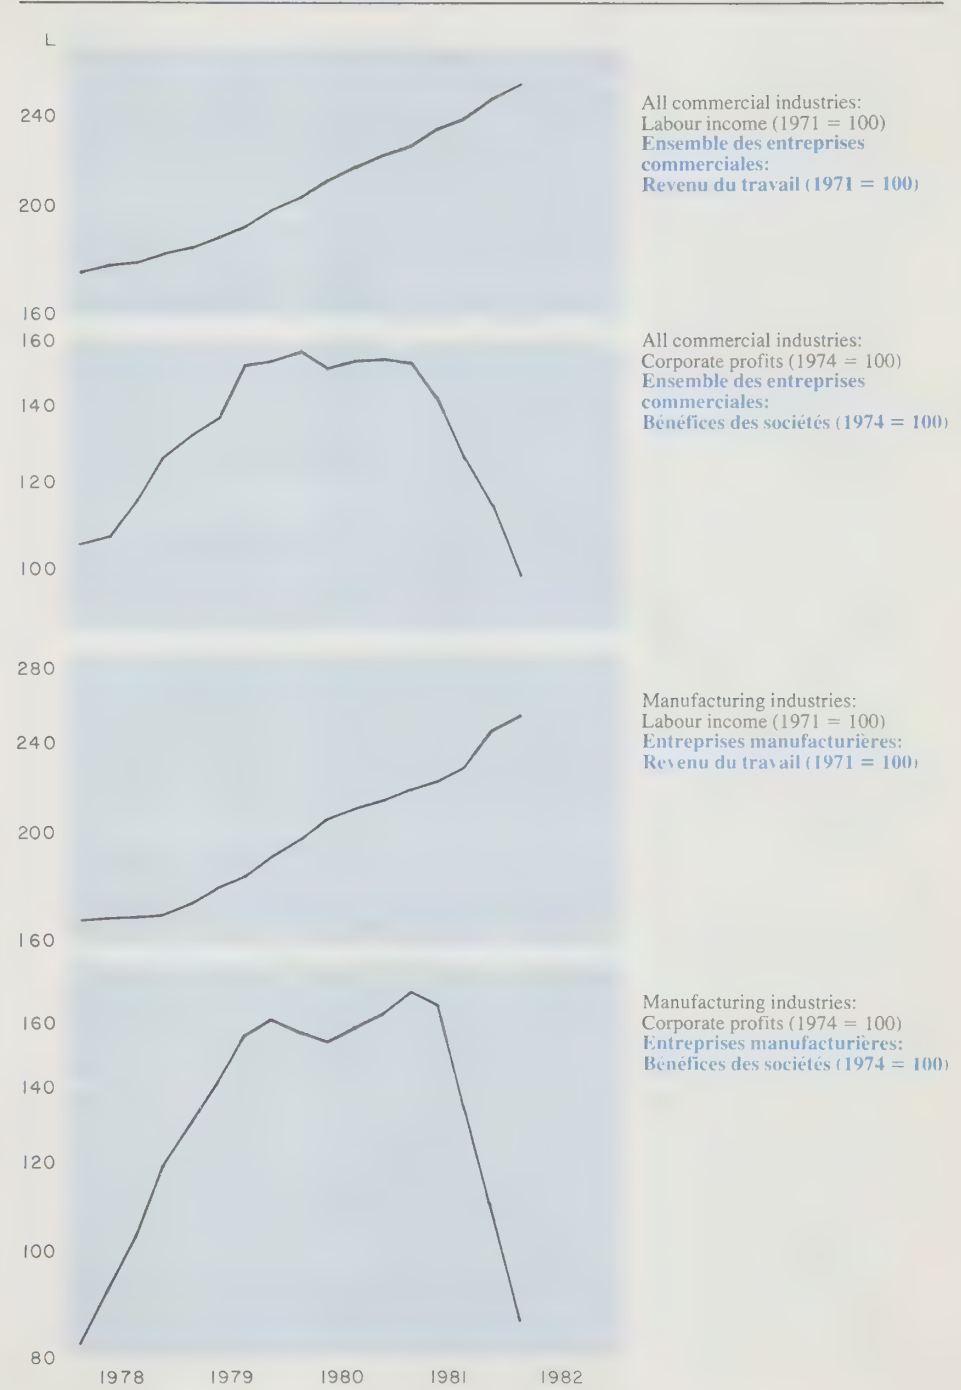 L
240
200
160
All commercial industries:
Labour income (1971 = 100)
Ensemble des entreprises
commerciales:
Revenu du travail (1971 = 100)
160
140
120
100
All commercial industries:
Corporate profits (1974 = 100)
Ensemble des entreprises
commerciales:
Bénéfices des sociétés (1974 = 100)
280
240
200
160
Manufacturing industries:
Labour income (1971 = 100)
Entreprises manufacturières:
Revenu du travail (1971 = 100)
160
140
120
100
80
Manufacturing industries:
Corporate profits (1974 = 100)
Entreprises manufacturières:
Bénéfices des sociétés (1974 = 100)
1978 1979 1980 1981 1982